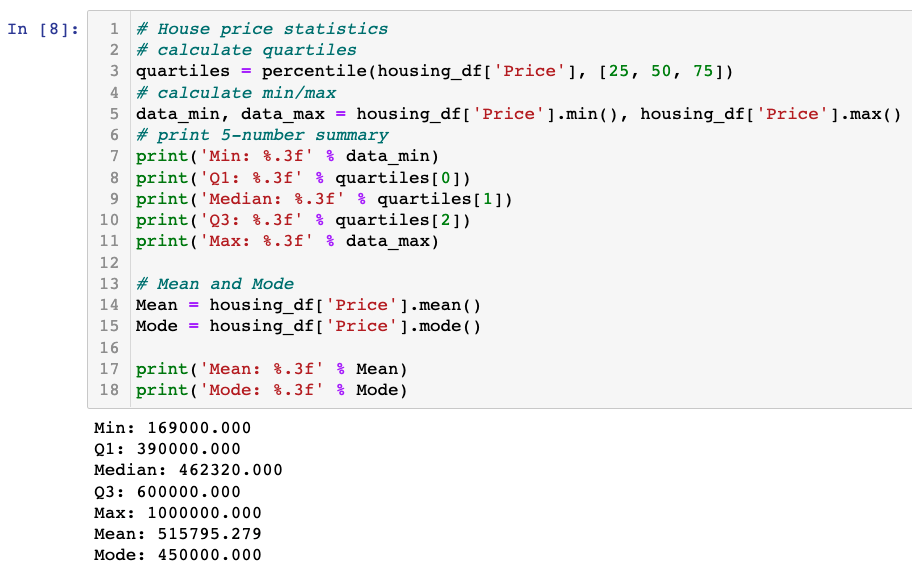 In [8]:
1 # House price statistics
2 # calculate quartiles
3 quartiles = percentile(housing_df['Price'], [25, 50, 75])
4 # calculate min/max
5 data_min, data_max = housing_df['Price'].min(), housing_df['Price'].max()
6 # print 5-number summary
7 print('Min: %.3f' % data_min)
8 print('Q1: %.3f' % quartiles[0])
9 print('Median: %.3f' % quartiles[1])
10 print('Q3: %.3f' % quartiles[2])
11 print('Max: %.3f' % data_max)
12
13 # Mean and Mode
14 Mean = housing_df['Price'].mean()
15 Mode = housing_df['Price'].mode()
16
17 print('Mean: %.3f' % Mean)
18 print('Mode: %.3f' % Mode)
Min: 169000.000
Q1: 390000.000
Median: 462320.000
Q3: 600000.000
Max: 1000000.000
Mean: 515795.279
Mode: 450000.000